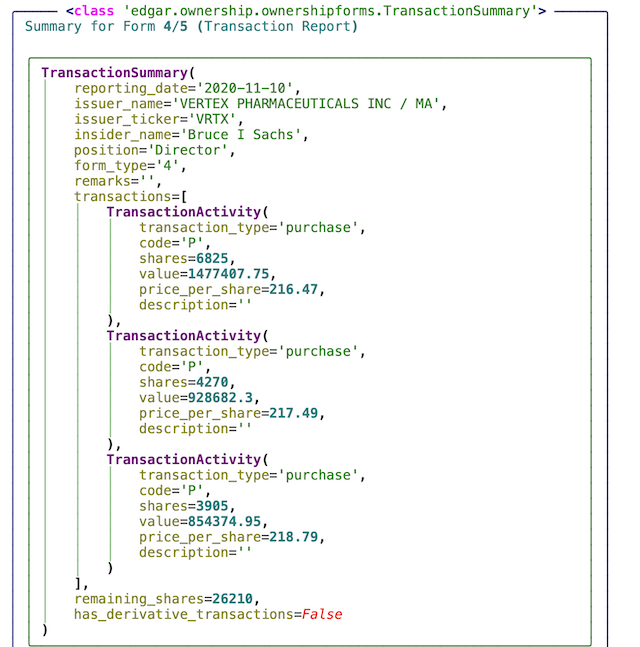 <class 'edgar.ownership.ownershipforms.TransactionSummary'>
Summary for Form 4/5 (Transaction Report)
TransactionSummary(
    reporting_date='2020-11-10',
    issuer_name='VERTEX PHARMACEUTICALS INC / MA',
    issuer_ticker='VRTX',
    insider_name='Bruce I Sachs',
    position='Director',
    form_type='4',
    remarks='',
    transactions=[
        TransactionActivity(
            transaction_type='purchase',
            code='P',
            shares=6825,
            value=1477407.75,
            price_per_share=216.47,
            description=''
        ),
        TransactionActivity(
            transaction_type='purchase',
            code='P',
            shares=4270,
            value=928682.3,
            price_per_share=217.49,
            description=''
        ),
        TransactionActivity(
            transaction_type='purchase',
            code='P',
            shares=3905,
            value=854374.95,
            price_per_share=218.79,
            description=''
        )
    ],
    remaining_shares=26210,
    has_derivative_transactions=False
)